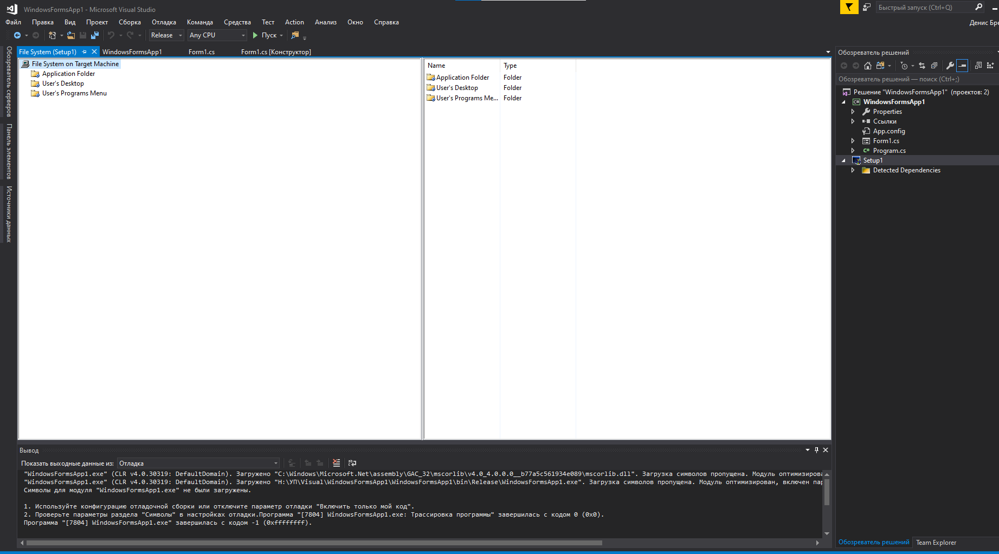 WindowsFormsApp1 - Microsoft Visual Studio
Быстрый запуск (Ctrl+Q)
Файл Правка Вид Проект Сборка Отладка Команда Средства Тест Action Анализ Окно Справка
Денис Бре
Release Any CPU Пуск
File System (Setup1) WindowsFormsApp1 Form1.cs Form1.cs [Конструктор]
Обозреватель серверов
Панель элементов
Источники данных
File System on Target Machine
Application Folder
User's Desktop
User's Programs Menu
Name Type
Application Folder Folder
User's Desktop Folder
User's Programs Me... Folder
Обозреватель решений
Обозреватель решений — поиск (Ctrl+;)
Решение "WindowsFormsApp1" (проектов: 2)
WindowsFormsApp1
Properties
Ссылки
App.config
Form1.cs
Program.cs
Setup1
Detected Dependencies
Вывод
Показать выходные данные из: Отладка
"WindowsFormsApp1.exe" (CLR v4.0.30319: DefaultDomain). Загружено "C:\Windows\Microsoft.Net\assembly\GAC_32\mscorlib\v4.0_4.0.0.0__b77a5c561934e089\mscorlib.dll". Загрузка символов пропущена. Модуль оптимизирова
"WindowsFormsApp1.exe" (CLR v4.0.30319: DefaultDomain). Загружено "H:\УП\Visual\WindowsFormsApp1\WindowsFormsApp1\bin\Release\WindowsFormsApp1.exe". Загрузка символов пропущена. Модуль оптимизирован, включен пар
Символы для модуля "WindowsFormsApp1.exe" не были загружены.
1. Используйте конфигурацию отладочной сборки или отключите параметр отладки "Включить только мой код".
2. Проверьте параметры раздела "Символы" в настройках отладки.Программа "[7804] WindowsFormsApp1.exe: Трассировка программы" завершилась с кодом 0 (0x0).
Программа "[7804] WindowsFormsApp1.exe" завершилась с кодом -1 (0xffffffff).
Обозреватель решений Team Explorer